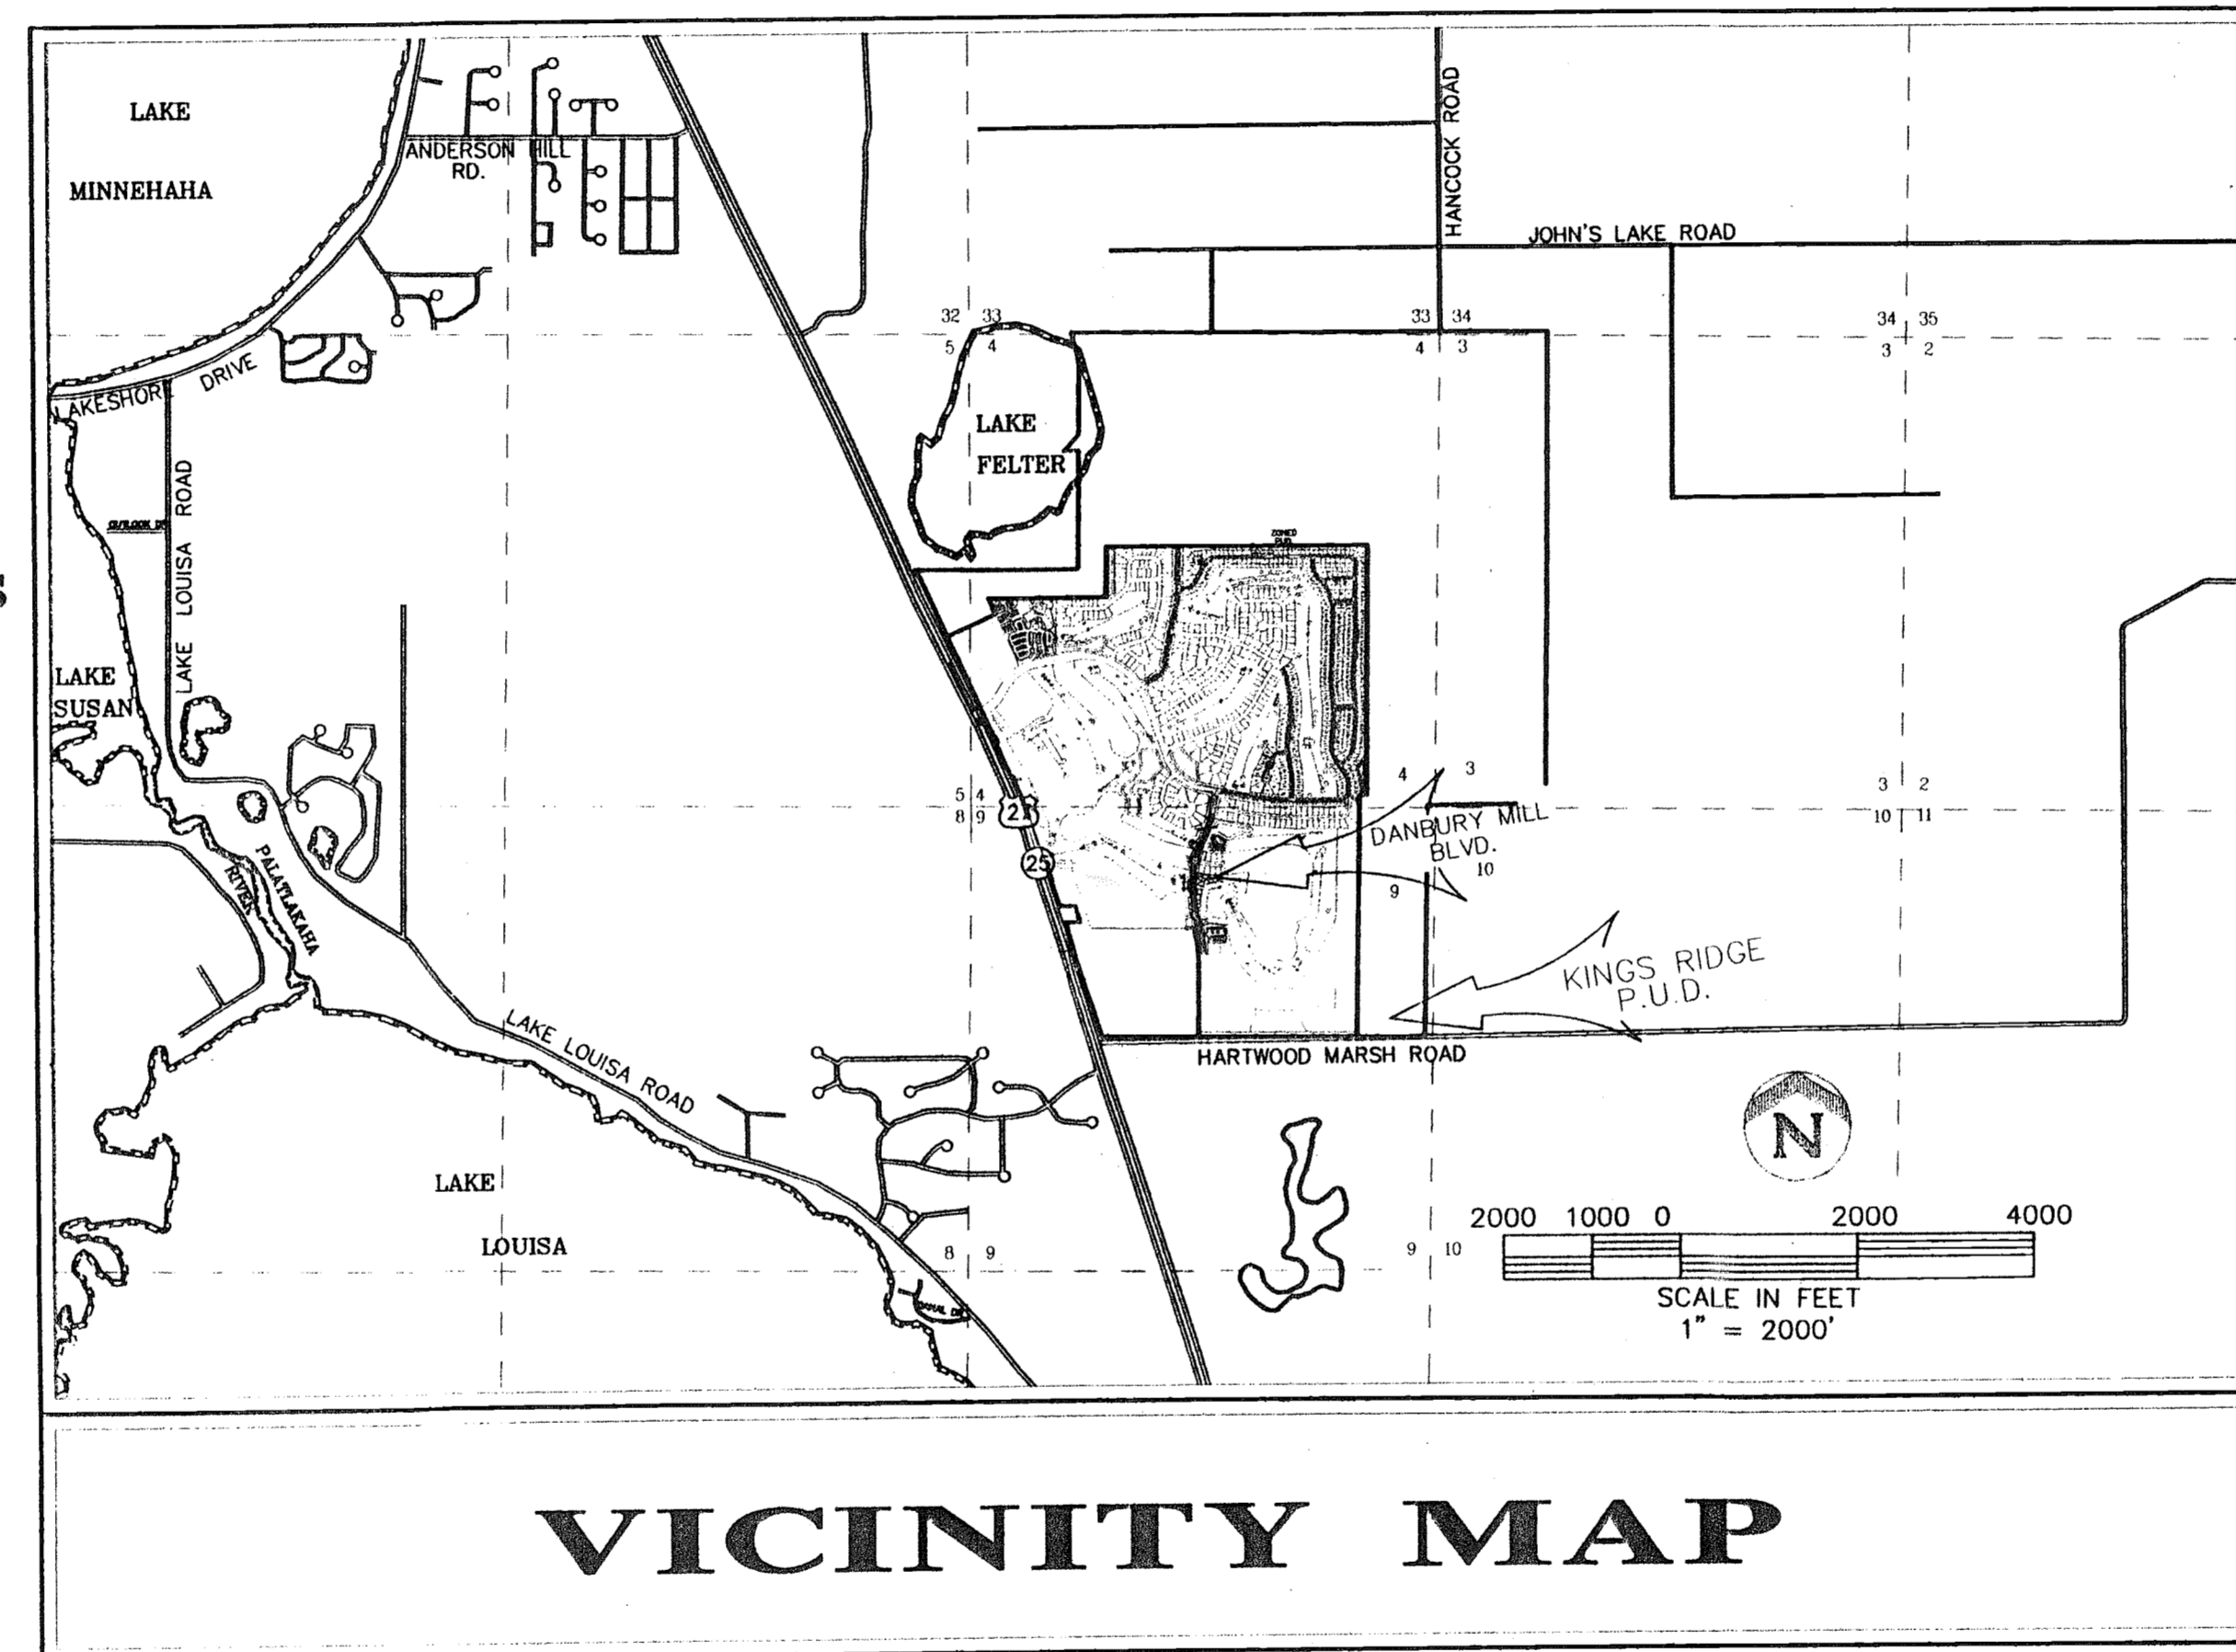 LAKE
MINNEHAHA
ANDERSON HILL
RD.
HANCOCK ROAD
JOHN'S LAKE ROAD
32 33
5 4
33 34
4 3
34 35
3 2
LAKESHORE DRIVE
LAKE
FELTER
LAKE LOUISA ROAD
ZONED
PUD
LAKE
SUSAN
5 4
8 9
27
25
4 3
DANBURY MILL
BLVD.
9 10
3 2
10 11
PALATLAKAHA
RIVER
KINGS RIDGE
P.U.D.
LAKE LOUISA ROAD
HARTWOOD MARSH ROAD
N
LAKE
LOUISA
8 9
9 10
2000 1000 0 2000 4000
SCALE IN FEET
1" = 2000'
VICINITY MAP